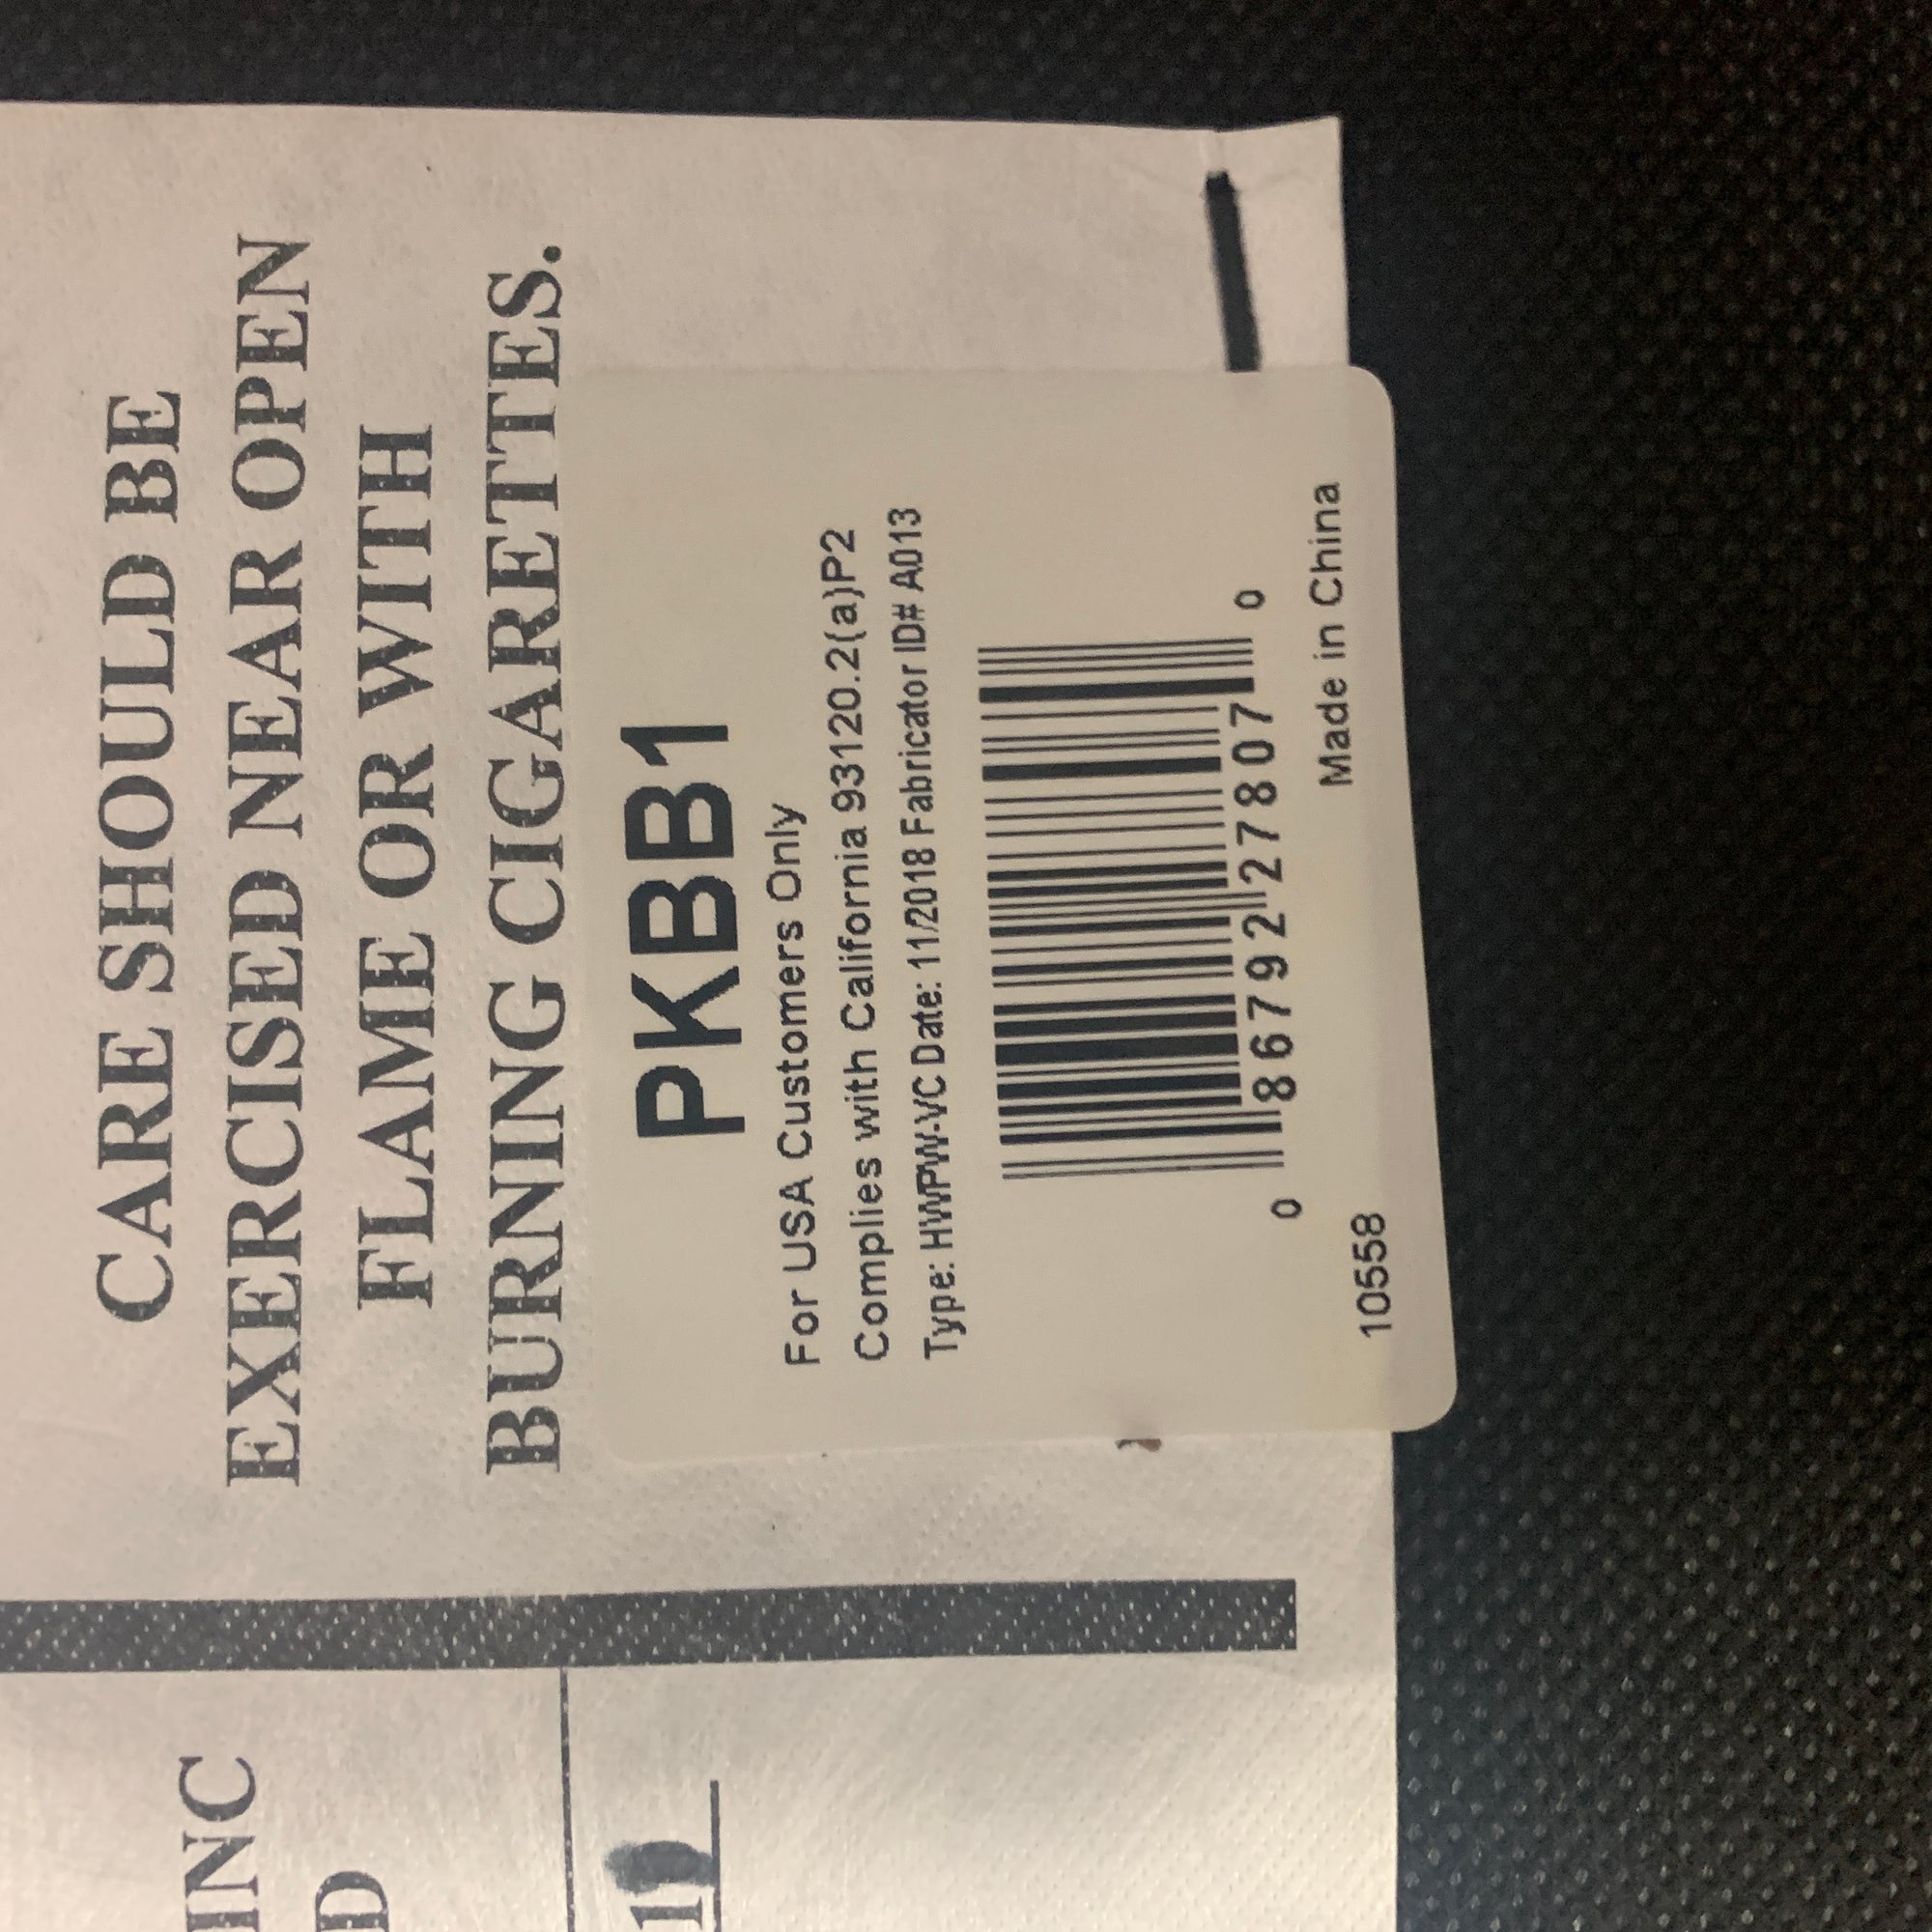 CARE SHOULD BE
EXERCISED NEAR OPEN
FLAME OR WITH
BURNING CIGARETTES.
PKBB1
For USA Customers Only
Complies with California 93120.2(a)P2
Type: HWPW-VC Date: 11/2018 Fabricator ID# A013
0 86792 27807 0
10558 Made in China
INC
D